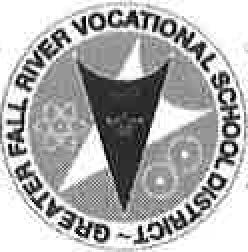 GREATER FALL RIVER VOCATIONAL SCHOOL DISTRICT ~